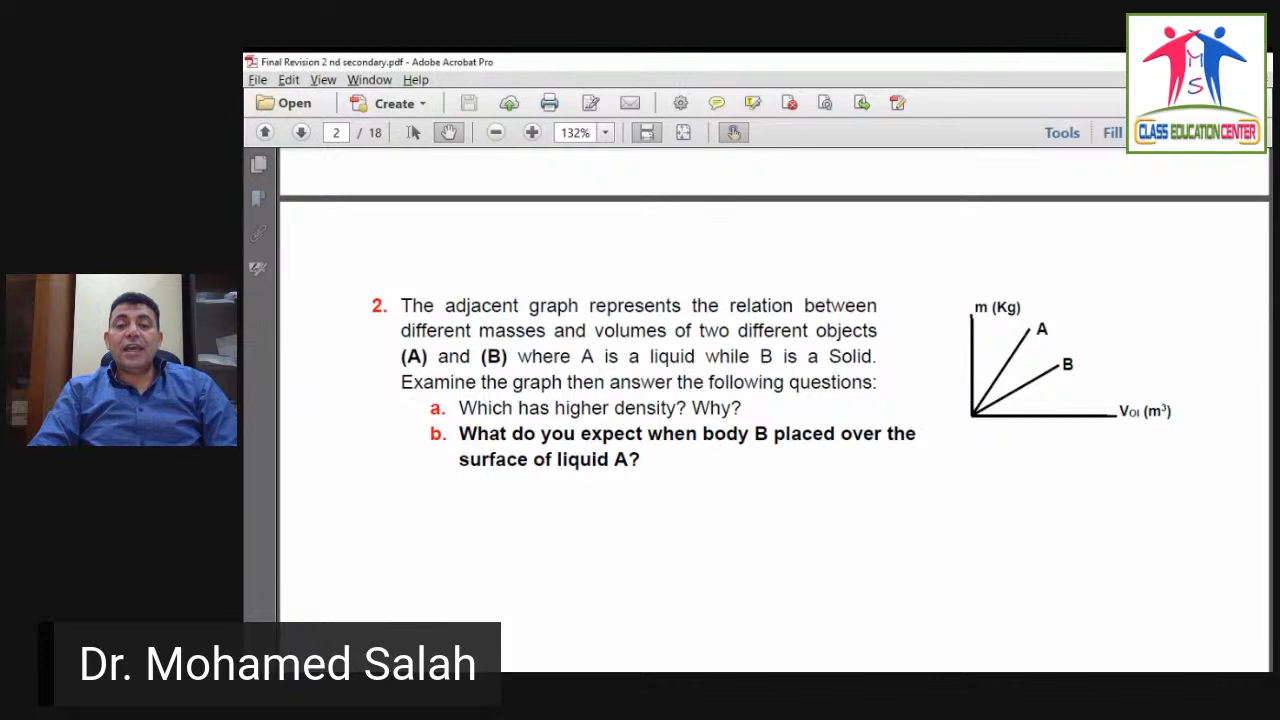 Final Revision 2 nd secondary.pdf - Adobe Acrobat Pro
File Edit View Window Help
Open Create
2 / 18 132% Tools Fill
MS
CLASS EDUCATION CENTER
2. The adjacent graph represents the relation between
different masses and volumes of two different objects
(A) and (B) where A is a liquid while B is a Solid.
Examine the graph then answer the following questions:
a. Which has higher density? Why?
b. What do you expect when body B placed over the
surface of liquid A?
m (Kg)
A
B
Vol (m³)
Dr. Mohamed Salah